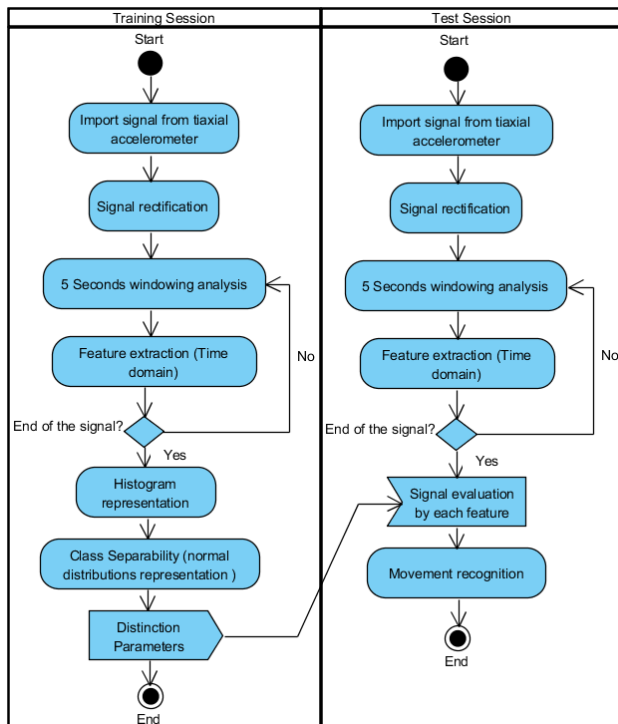 Training Session
Start
Import signal from tiaxial
accelerometer
Signal rectification
5 Seconds windowing analysis
Feature extraction (Time
domain)
No
End of the signal?
Yes
Histogram
representation
Class Separability (normal
distributions representation )
Distinction
Parameters
End
Test Session
Start
Import signal from tiaxial
accelerometer
Signal rectification
5 Seconds windowing analysis
Feature extraction (Time
domain)
No
End of the signal?
Yes
Signal evaluation
by each feature
Movement recognition
End